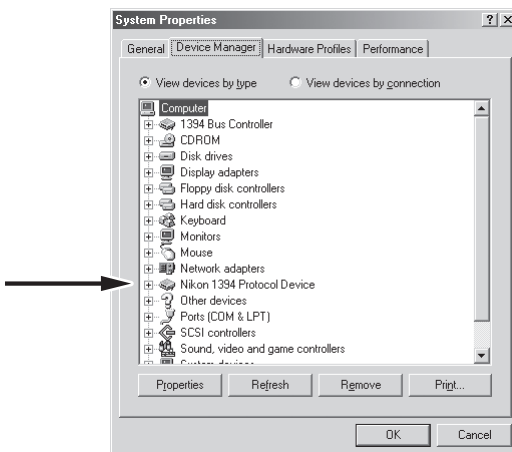 System Properties
General Device Manager Hardware Profiles Performance
View devices by type View devices by connection
Computer
1394 Bus Controller
CDROM
Disk drives
Display adapters
Floppy disk controllers
Hard disk controllers
Keyboard
Monitors
Mouse
Network adapters
Nikon 1394 Protocol Device
Other devices
Ports (COM & LPT)
SCSI controllers
Sound, video and game controllers
Properties Refresh Remove Print...
OK Cancel